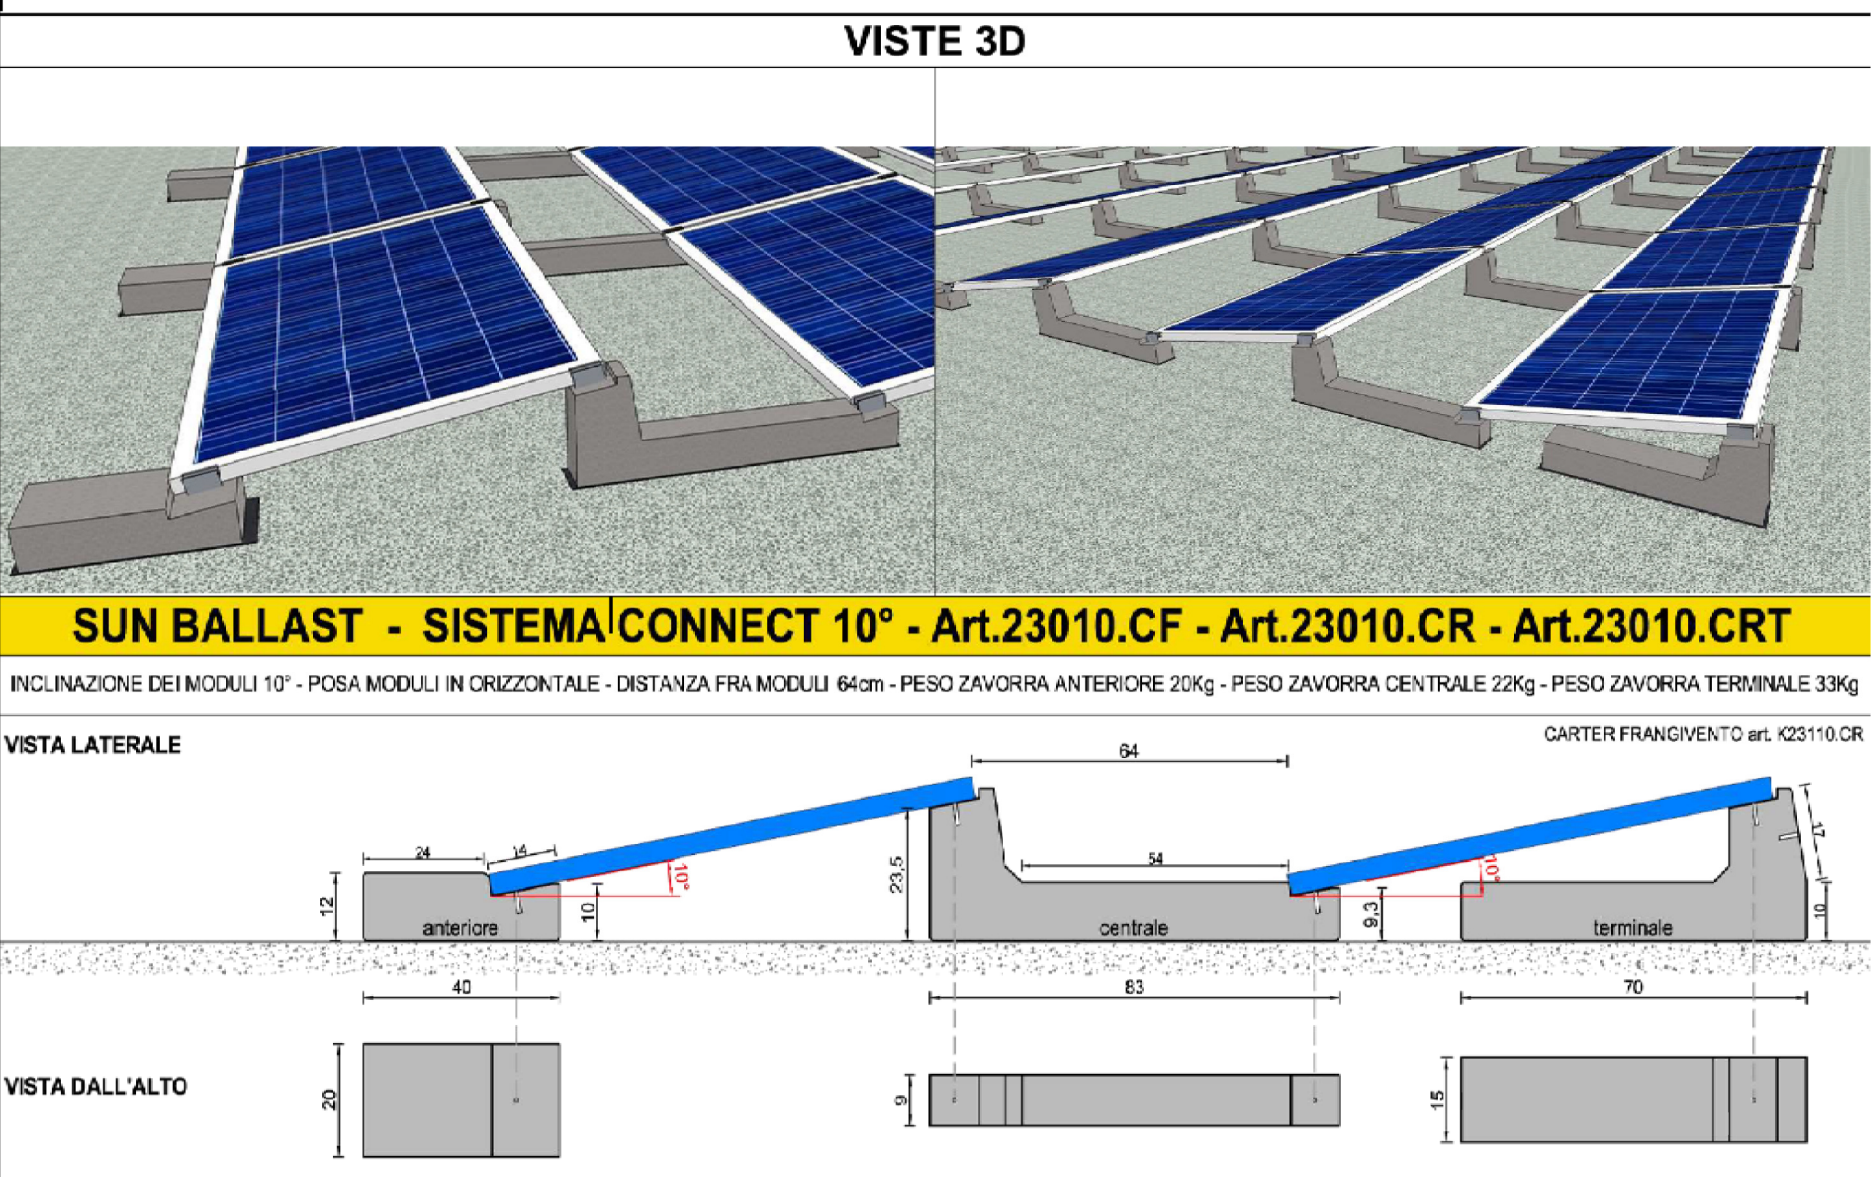 VISTE 3D
SUN BALLAST - SISTEMA CONNECT 10° - Art.23010.CF - Art.23010.CR - Art.23010.CRT
INCLINAZIONE DEI MODULI 10° - POSA MODULI IN ORIZZONTALE - DISTANZA FRA MODULI 64cm - PESO ZAVORRA ANTERIORE 20Kg - PESO ZAVORRA CENTRALE 22Kg - PESO ZAVORRA TERMINALE 33Kg
VISTA LATERALE
CARTER FRANGIVENTO art. K23110.CR
64
24
14
54
17
10°
10°
12
10
23,5
9,3
10
anteriore
centrale
terminale
40
83
70
VISTA DALL'ALTO
20
9
15